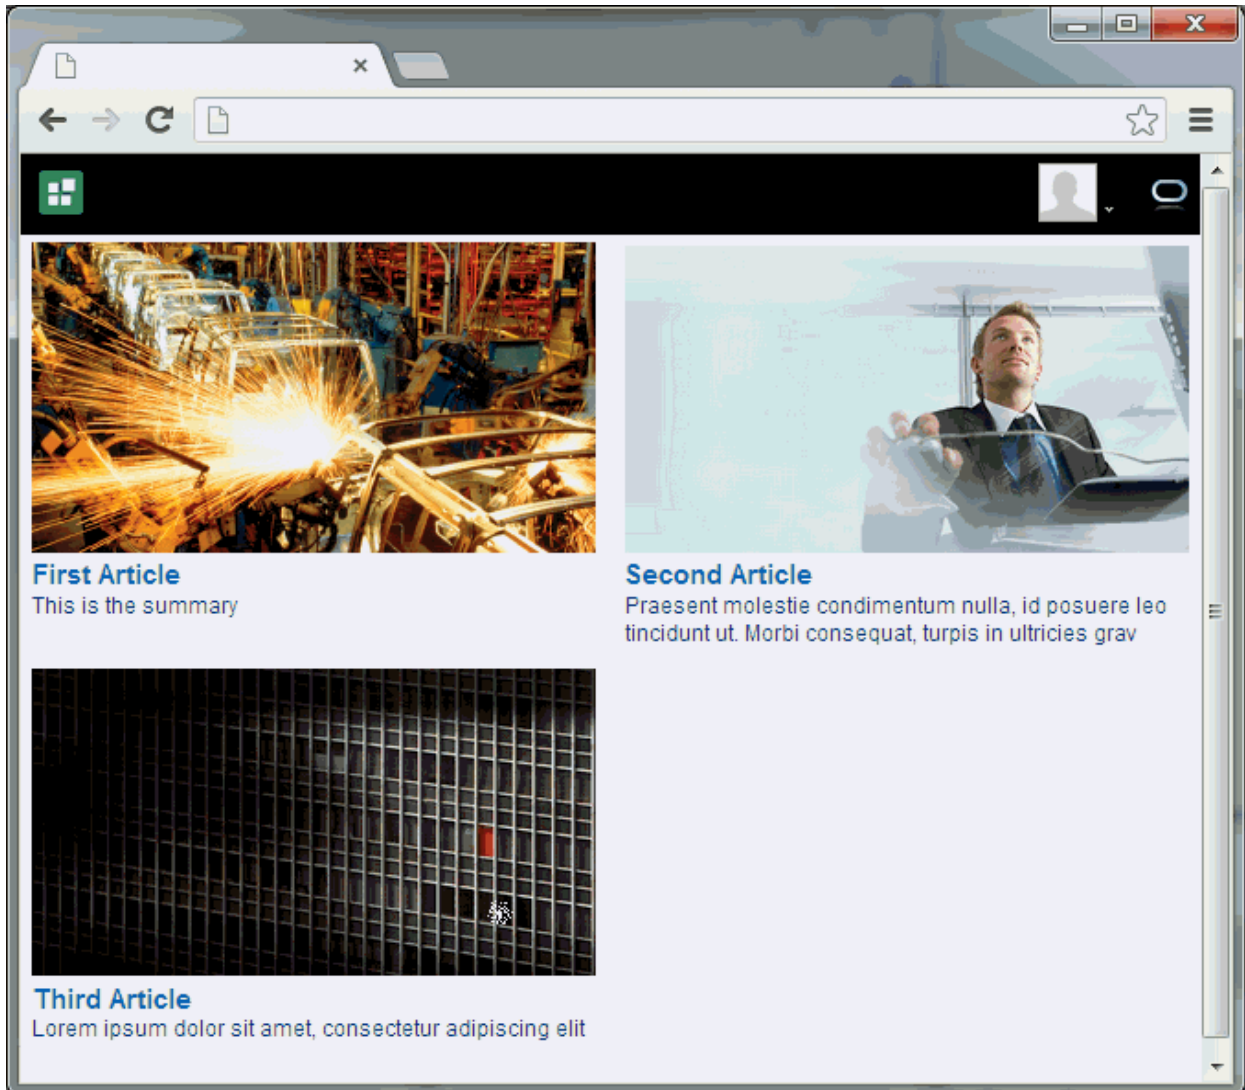 First Article
This is the summary
Second Article
Praesent molestie condimentum nulla, id posuere leo
tincidunt ut. Morbi consequat, turpis in ultricies grav
Third Article
Lorem ipsum dolor sit amet, consectetur adipiscing elit